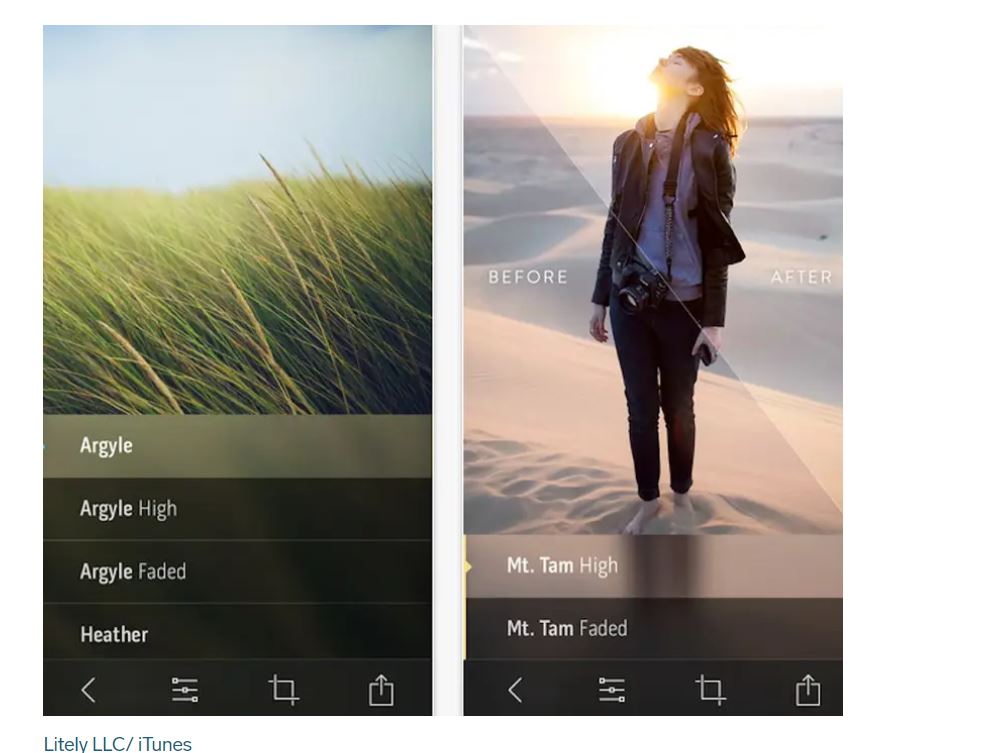 Argyle
Argyle High
Argyle Faded
Heather
BEFORE
AFTER
Mt. Tam High
Mt. Tam Faded
Litely LLC/ iTunes